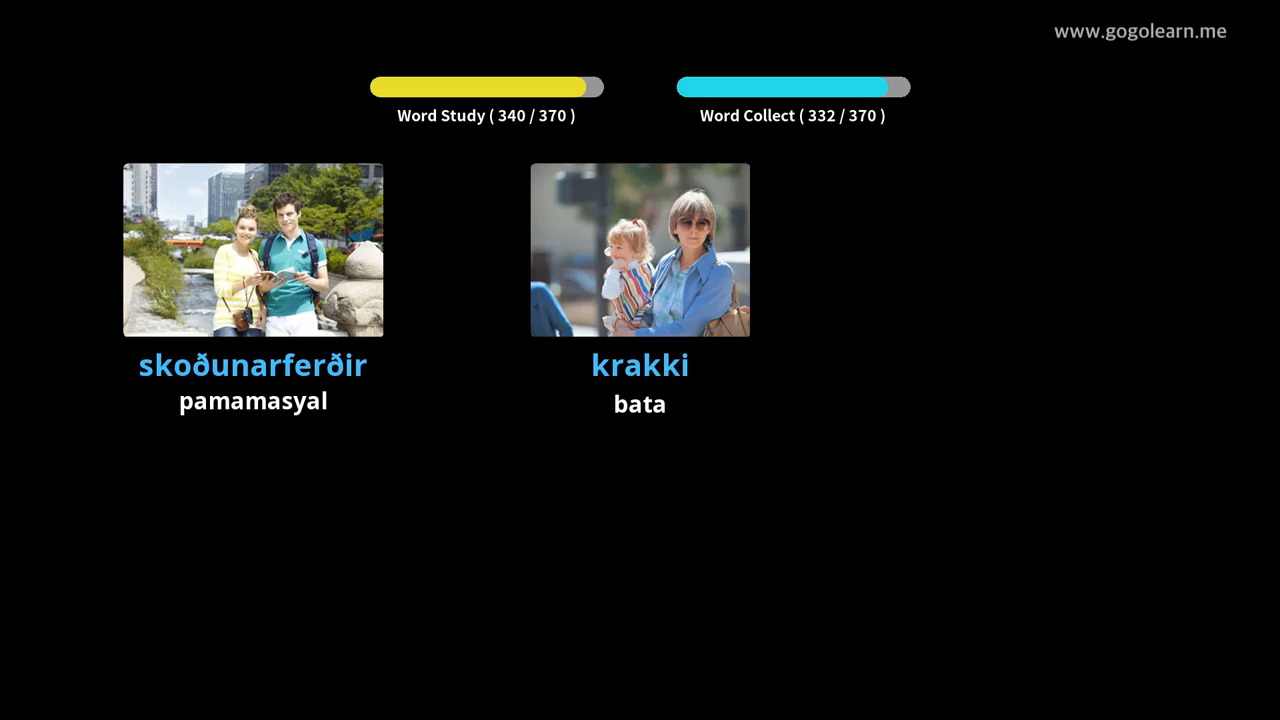 www.gogolearn.me
Word Study ( 340 / 370 )
Word Collect ( 332 / 370 )
skoðunarferðir
pamamasyal
krakki
bata